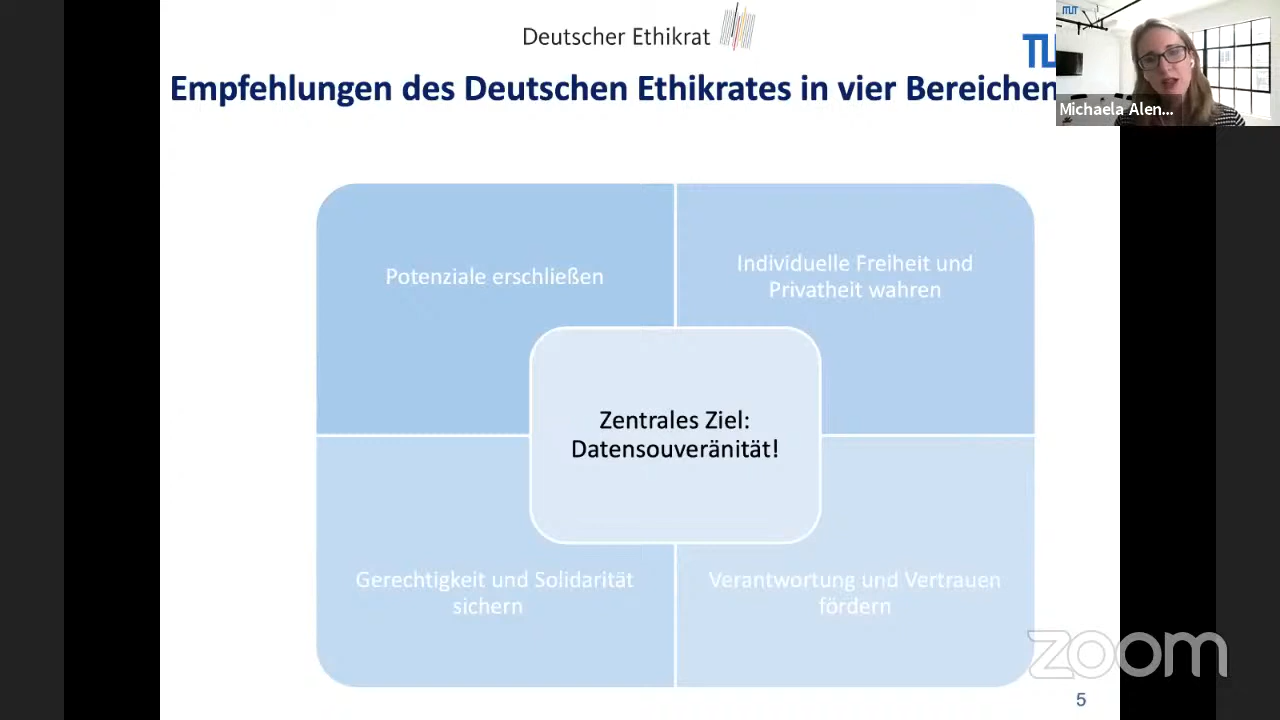 Deutscher Ethikrat
Empfehlungen des Deutschen Ethikrates in vier Bereichen
Michaela Alen...
Potenziale erschließen
Individuelle Freiheit und
Privatheit wahren
Zentrales Ziel:
Datensouveränität!
Gerechtigkeit und Solidarität
sichern
Verantwortung und Vertrauen
fördern
zoom
5